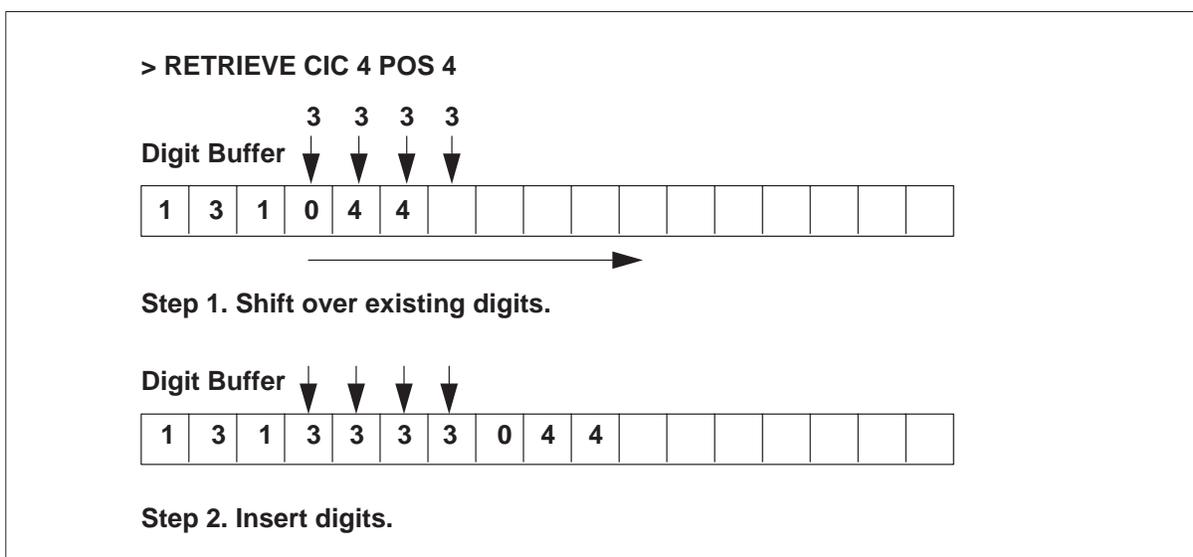 > RETRIEVE CIC 4 POS 4
3 3 3 3
Digit Buffer
1 3 1 0 4 4
Step 1. Shift over existing digits.
Digit Buffer
1 3 1 3 3 3 3 0 4 4
Step 2. Insert digits.